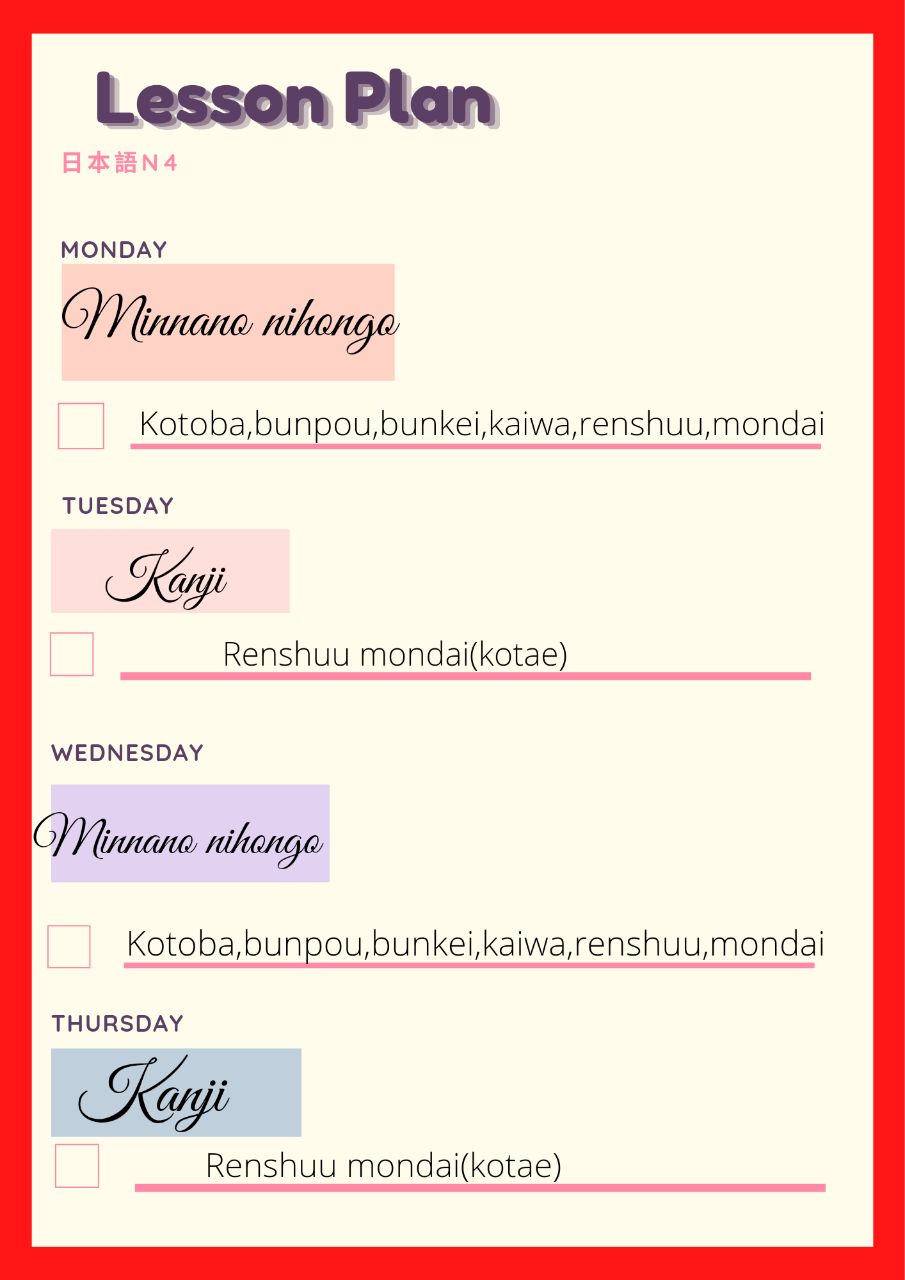 Lesson Plan
日本語N4
MONDAY
Minnano nihongo
Kotoba,bunpou,bunkei,kaiwa,renshuu,mondai
TUESDAY
Kanji
Renshuu mondai(kotae)
WEDNESDAY
Minnano nihongo
Kotoba,bunpou,bunkei,kaiwa,renshuu,mondai
THURSDAY
Kanji
Renshuu mondai(kotae)